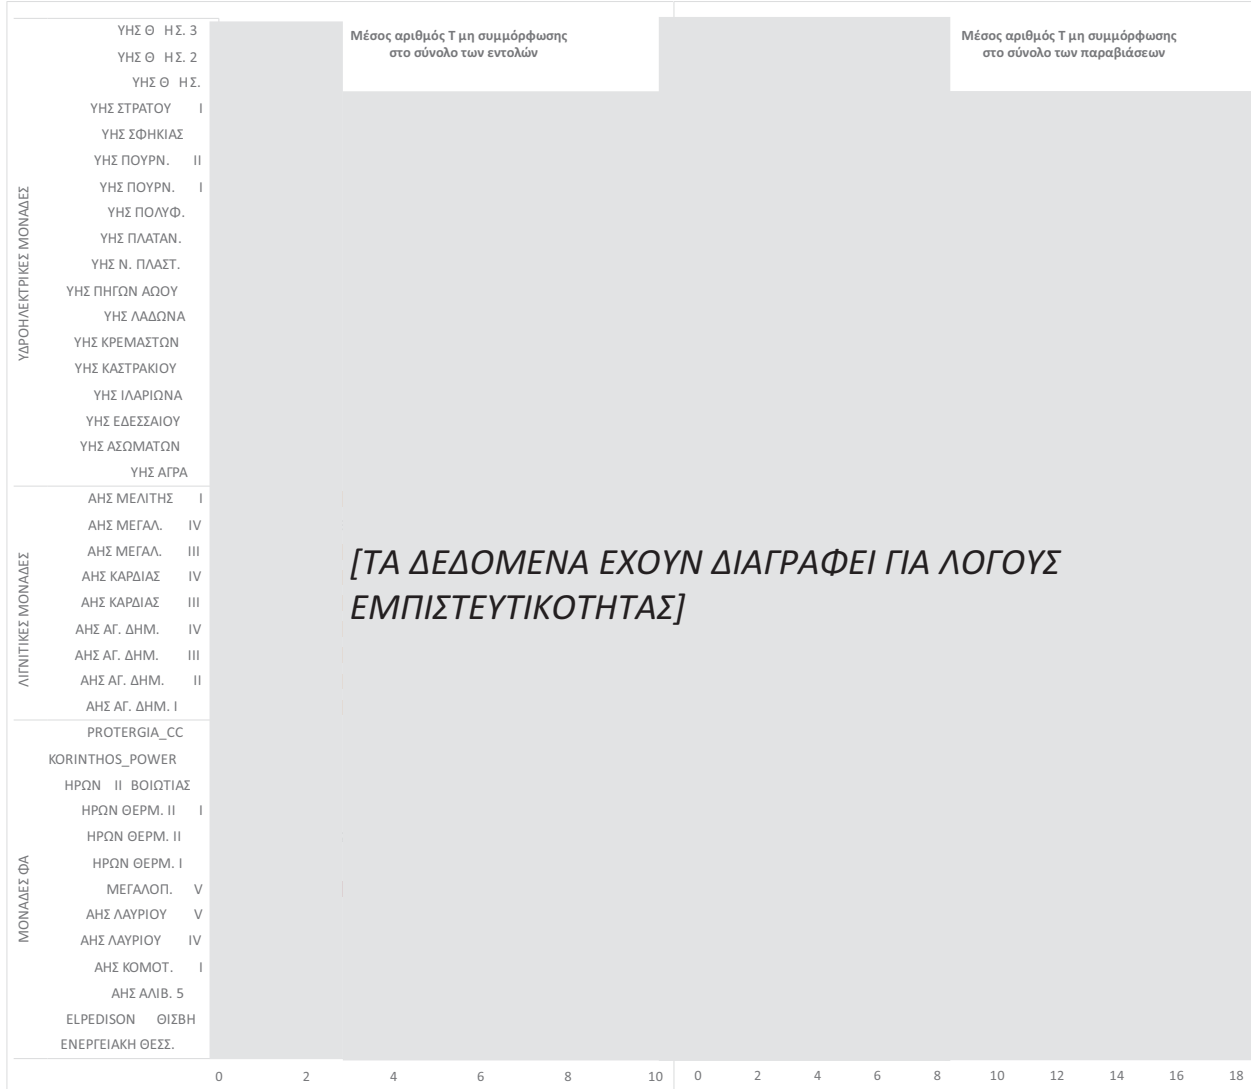 Μέσος αριθμός Τ μη συμμόρφωσης
στο σύνολο των εντολών
Μέσος αριθμός Τ μη συμμόρφωσης
στο σύνολο των παραβιάσεων
ΥΔΡΟΗΛΕΚΤΡΙΚΕΣ ΜΟΝΑΔΕΣ
ΥΗΣ Θ ΗΣ. 3
ΥΗΣ Θ ΗΣ. 2
ΥΗΣ Θ ΗΣ.
ΥΗΣ ΣΤΡΑΤΟΥ I
ΥΗΣ ΣΦΗΚΙΑΣ
ΥΗΣ ΠΟΥΡΝ. II
ΥΗΣ ΠΟΥΡΝ. I
ΥΗΣ ΠΟΛΥΦ.
ΥΗΣ ΠΛΑΤΑΝ.
ΥΗΣ Ν. ΠΛΑΣΤ.
ΥΗΣ ΠΗΓΩΝ ΑΩΟΥ
ΥΗΣ ΛΑΔΩΝΑ
ΥΗΣ ΚΡΕΜΑΣΤΩΝ
ΥΗΣ ΚΑΣΤΡΑΚΙΟΥ
ΥΗΣ ΙΛΑΡΙΩΝΑ
ΥΗΣ ΕΔΕΣΣΑΙΟΥ
ΥΗΣ ΑΣΩΜΑΤΩΝ
ΥΗΣ ΑΓΡΑ
ΛΙΓΝΙΤΙΚΕΣ ΜΟΝΑΔΕΣ
ΑΗΣ ΜΕΛΙΤΗΣ I
ΑΗΣ ΜΕΓΑΛ. IV
ΑΗΣ ΜΕΓΑΛ. III
ΑΗΣ ΚΑΡΔΙΑΣ IV
ΑΗΣ ΚΑΡΔΙΑΣ III
ΑΗΣ ΑΓ. ΔΗΜ. IV
ΑΗΣ ΑΓ. ΔΗΜ. III
ΑΗΣ ΑΓ. ΔΗΜ. II
ΑΗΣ ΑΓ. ΔΗΜ. I
[ΤΑ ΔΕΔΟΜΕΝΑ ΕΧΟΥΝ ΔΙΑΓΡΑΦΕΙ ΓΙΑ ΛΟΓΟΥΣ
ΕΜΠΙΣΤΕΥΤΙΚΟΤΗΤΑΣ]
ΜΟΝΑΔΕΣ ΦΑ
PROTERGIA_CC
KORINTHOS_POWER
ΗΡΩΝ II ΒΟΙΩΤΙΑΣ
ΗΡΩΝ ΘΕΡΜ. II I
ΗΡΩΝ ΘΕΡΜ. II
ΗΡΩΝ ΘΕΡΜ. I
ΜΕΓΑΛΟΠ. V
ΑΗΣ ΛΑΥΡΙΟΥ V
ΑΗΣ ΛΑΥΡΙΟΥ IV
ΑΗΣ ΚΟΜΟΤ. I
ΑΗΣ ΑΛΙΒ. 5
ELPEDISON ΘΙΣΒΗ
ΕΝΕΡΓΕΙΑΚΗ ΘΕΣΣ.
0 2 4 6 8 10 0 2 4 6 8 10 12 14 16 18